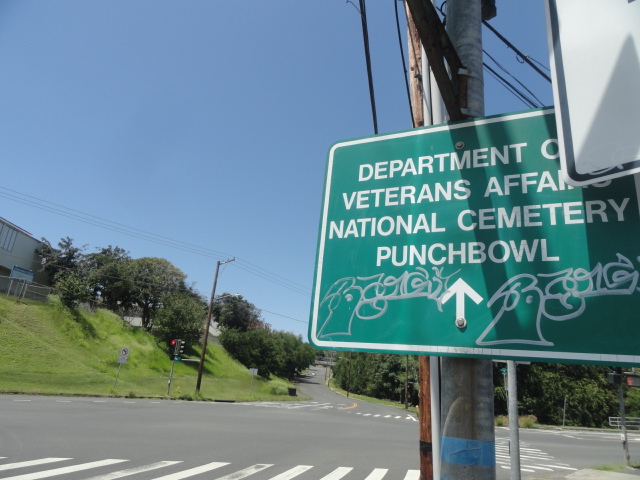 DEPARTMENT O
VETERANS AFFAIRS
NATIONAL CEMETERY
PUNCHBOWL